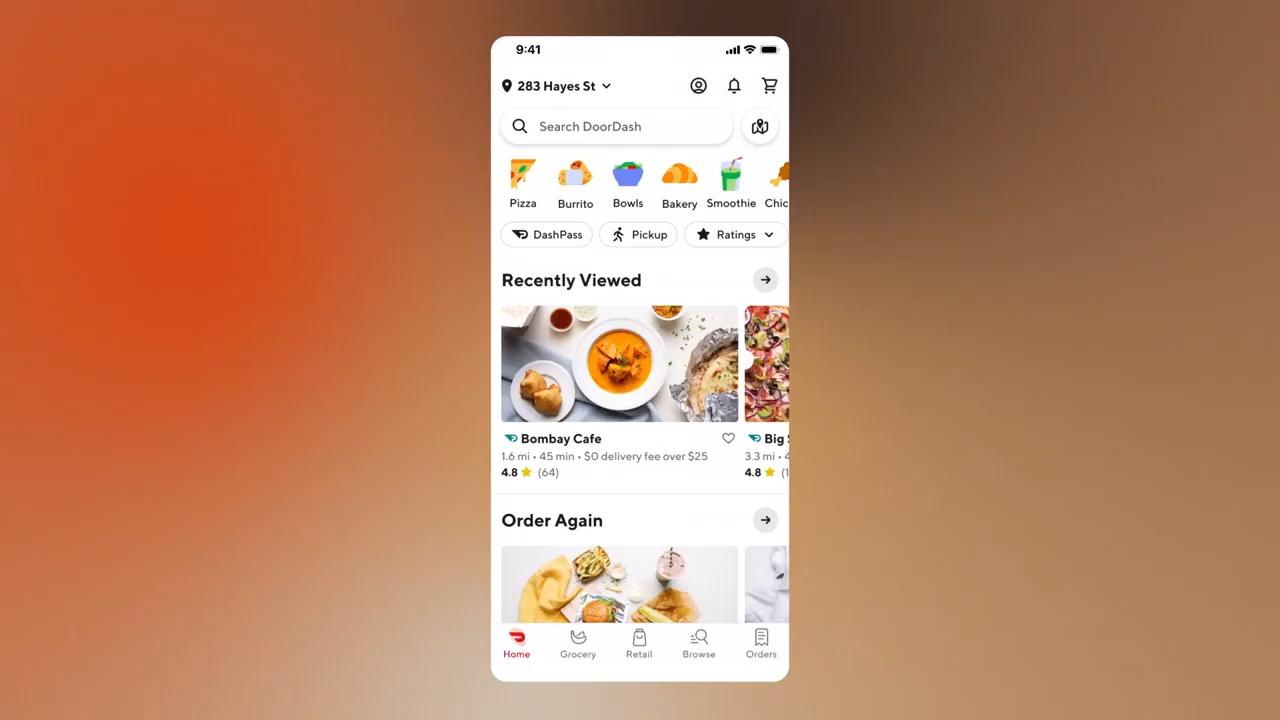 9:41
283 Hayes St
Search DoorDash
Pizza Burrito Bowls Bakery Smoothie Chic
DashPass Pickup Ratings
Recently Viewed
Bombay Cafe Big
1.6 mi • 45 min • $0 delivery fee over $25 3.3 mi •
4.8 (64) 4.8
Order Again
Home Grocery Retail Browse Orders